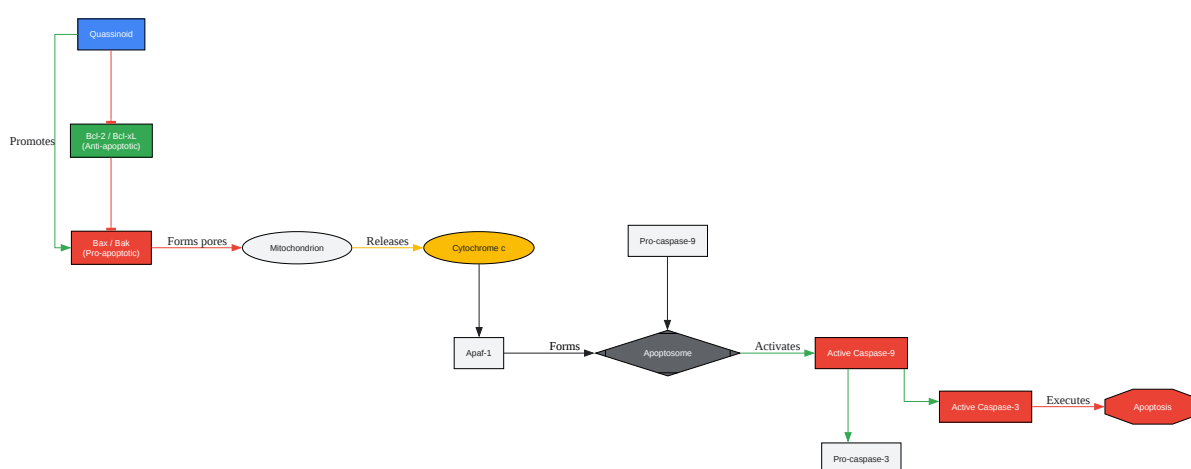 Quassinoid
Promotes
Bcl-2 / Bcl-xL
(Anti-apoptotic)
Bax / Bak
(Pro-apoptotic)
Forms pores
Mitochondrion
Releases
Cytochrome c
Pro-caspase-9
Apaf-1
Forms
Apoptosome
Activates
Active Caspase-9
Active Caspase-3
Executes
Apoptosis
Pro-caspase-3